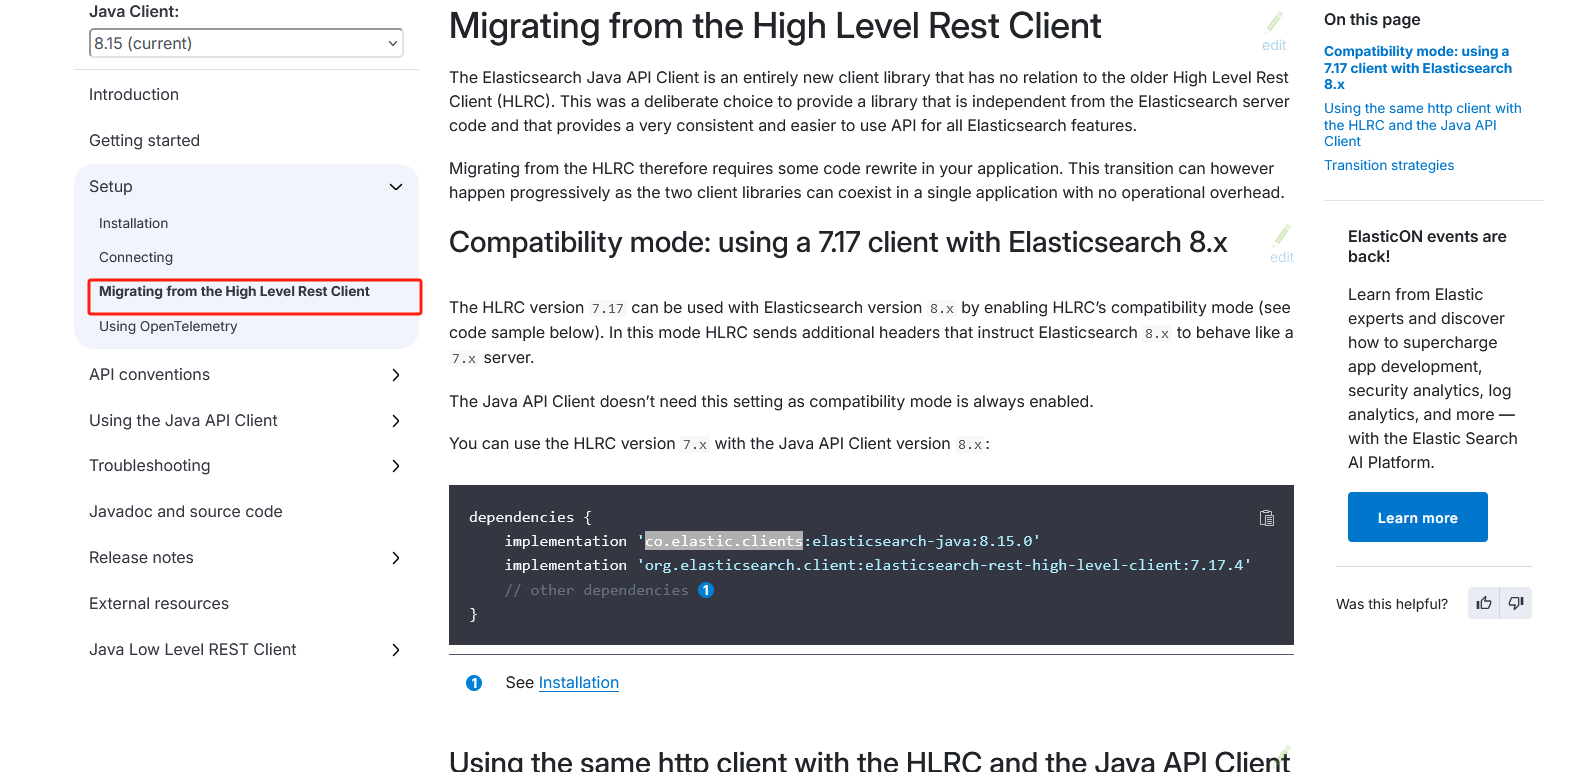 Java Client:
8.15 (current)
Introduction
Getting started
Setup
Installation
Connecting
Migrating from the High Level Rest Client
Using OpenTelemetry
API conventions
Using the Java API Client
Troubleshooting
Javadoc and source code
Release notes
External resources
Java Low Level REST Client
Migrating from the High Level Rest Client
edit
The Elasticsearch Java API Client is an entirely new client library that has no relation to the older High Level Rest
Client (HLRC). This was a deliberate choice to provide a library that is independent from the Elasticsearch server
code and that provides a very consistent and easier to use API for all Elasticsearch features.
Migrating from the HLRC therefore requires some code rewrite in your application. This transition can however
happen progressively as the two client libraries can coexist in a single application with no operational overhead.
Compatibility mode: using a 7.17 client with Elasticsearch 8.x
edit
The HLRC version 7.17 can be used with Elasticsearch version 8.x by enabling HLRC’s compatibility mode (see
code sample below). In this mode HLRC sends additional headers that instruct Elasticsearch 8.x to behave like a
7.x server.
The Java API Client doesn’t need this setting as compatibility mode is always enabled.
You can use the HLRC version 7.x with the Java API Client version 8.x:
dependencies {
implementation 'co.elastic.clients:elasticsearch-java:8.15.0'
implementation 'org.elasticsearch.client:elasticsearch-rest-high-level-client:7.17.4'
// other dependencies 1
}
1 See Installation
Using the same http client with the HLRC and the Java API Client
On this page
Compatibility mode: using a
7.17 client with Elasticsearch
8.x
Using the same http client with
the HLRC and the Java API
Client
Transition strategies
ElasticON events are
back!
Learn from Elastic
experts and discover
how to supercharge
app development,
security analytics, log
analytics, and more —
with the Elastic Search
AI Platform.
Learn more
Was this helpful?